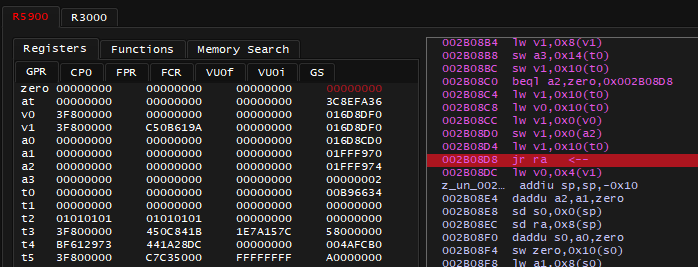 R5900 R3000
Registers Functions Memory Search
GPR CP0 FPR FCR VU0f VU0i GS
zero 00000000 00000000 00000000 00000000
at 00000000 00000000 00000000 3C8EFA36
v0 3F800000 00000000 00000000 016D8DF0
v1 3F800000 C50B619A 00000000 016D8DF0
a0 00000000 00000000 00000000 016D8CD0
a1 00000000 00000000 00000000 01FFF970
a2 00000000 00000000 00000000 01FFF974
a3 00000000 00000000 00000000 00000002
t0 00000000 00000000 00000000 00B96634
t1 00000000 00000000 00000000 00000000
t2 01010101 01010101 00000000 00000000
t3 3F800000 450C841B 1E7A157C 58000000
t4 BF612973 441A28DC 00000000 004AFCB0
t5 3F800000 C7C35000 FFFFFFFF A0000000
002B08B4 lw v1,0x8(v1)
002B08B8 sw a3,0x14(t0)
002B08BC sw v1,0x10(t0)
002B08C0 beql a2,zero,0x002B08D8
002B08C4 lw v1,0x10(t0)
002B08C8 lw v0,0x10(t0)
002B08CC lw v1,0x0(v0)
002B08D0 sw v1,0x0(a2)
002B08D4 lw v1,0x10(t0)
002B08D8 jr ra <--
002B08DC lw v0,0x4(v1)
z_un_002... addiu sp,sp,-0x10
002B08E4 daddu a2,a1,zero
002B08E8 sd s0,0x0(sp)
002B08EC sd ra,0x8(sp)
002B08F0 daddu s0,a0,zero
002B08F4 sw zero,0x10(s0)
002B08F8 lw a1,0x8(s0)